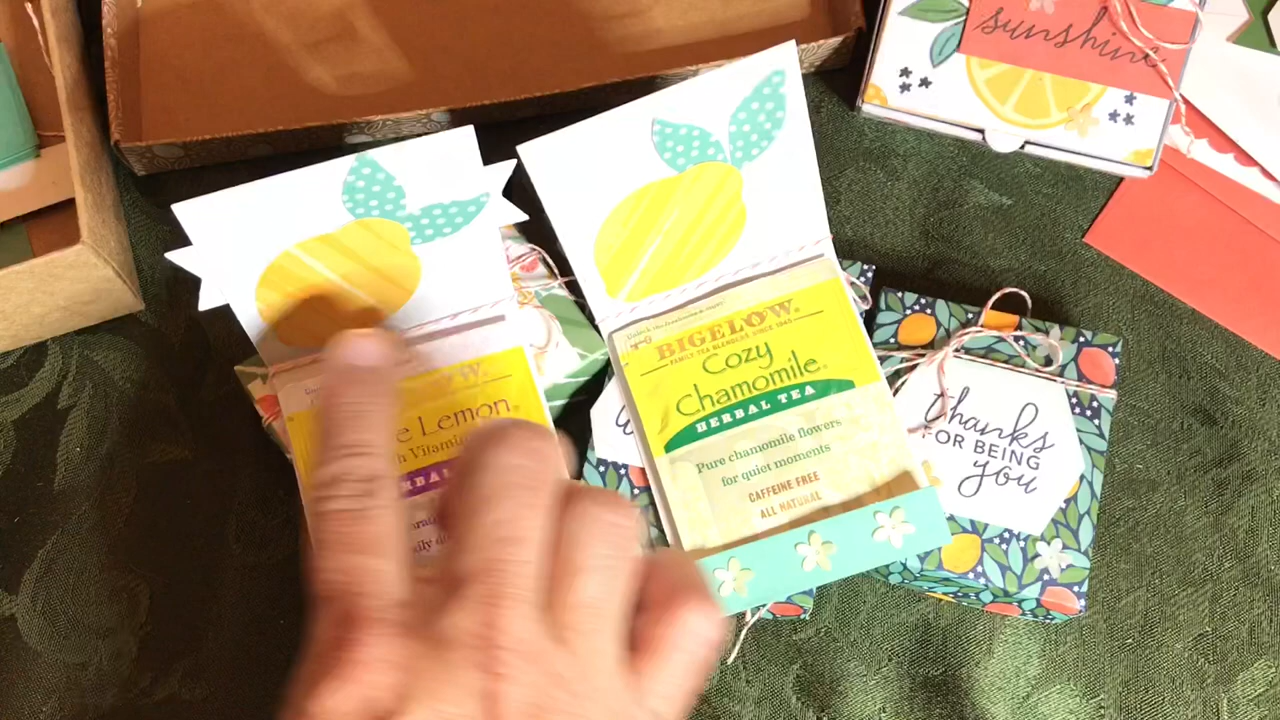 sunshine
BIGELOW®
FAMILY TEA BLENDERS SINCE 1945
Cozy
Chamomile®
HERBAL TEA
Pure chamomile flowers
for quiet moments
CAFFEINE FREE
ALL NATURAL
e Lemon®
h Vitamin
thanks
FOR BEING
you